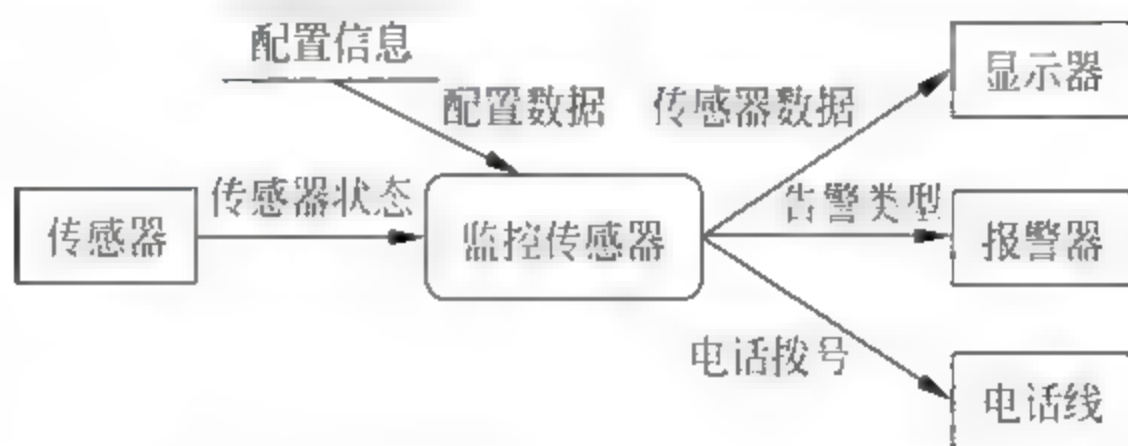 配置信息
显示器
配置数据
传感器数据
传感器状态
告警类型
传感器
监控传感器
报警器
电话拨号
电话线